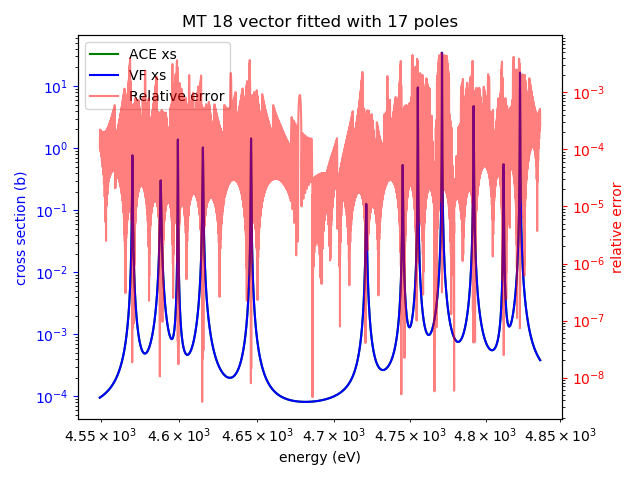 MT 18 vector fitted with 17 poles
ACE xs
VF xs
Relative error
cross section (b)
10¹
10⁰
10⁻¹
10⁻²
10⁻³
10⁻⁴
10⁻³
10⁻⁴
10⁻⁵
10⁻⁶
10⁻⁷
10⁻⁸
relative error
4.55 × 10³ 4.6 × 10³ 4.65 × 10³ 4.7 × 10³ 4.75 × 10³ 4.8 × 10³ 4.85 × 10³
energy (eV)